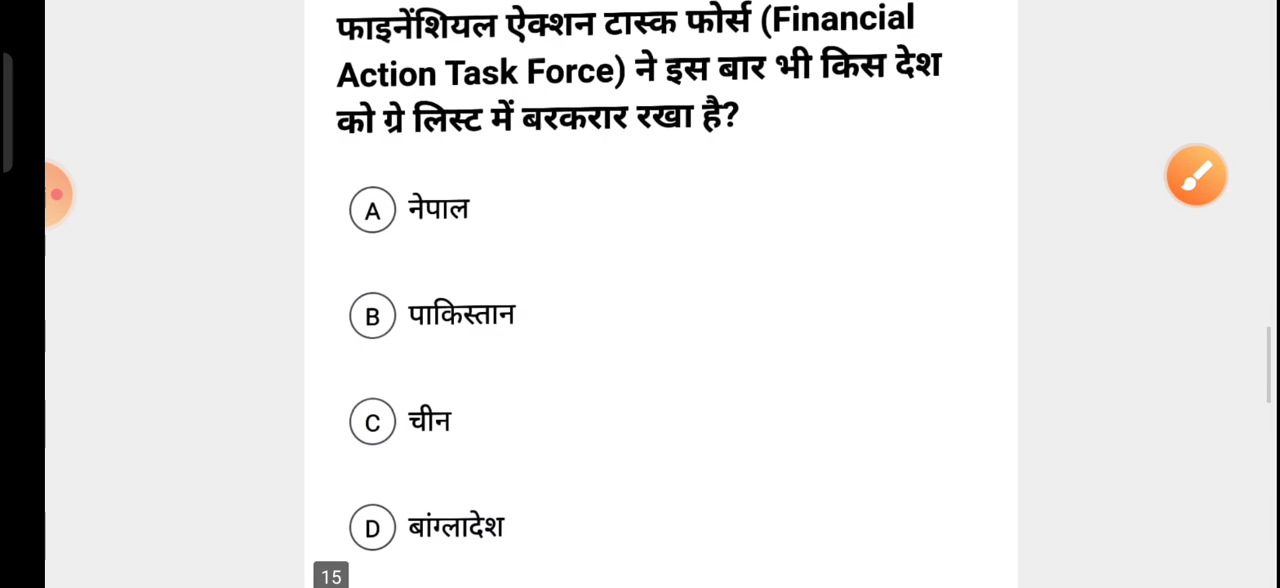 फाइनेंशियल ऐक्शन टास्क फोर्स (Financial
Action Task Force) ने इस बार भी किस देश
को ग्रे लिस्ट में बरकरार रखा है?
A नेपाल
B पाकिस्तान
C चीन
D बांग्लादेश
15